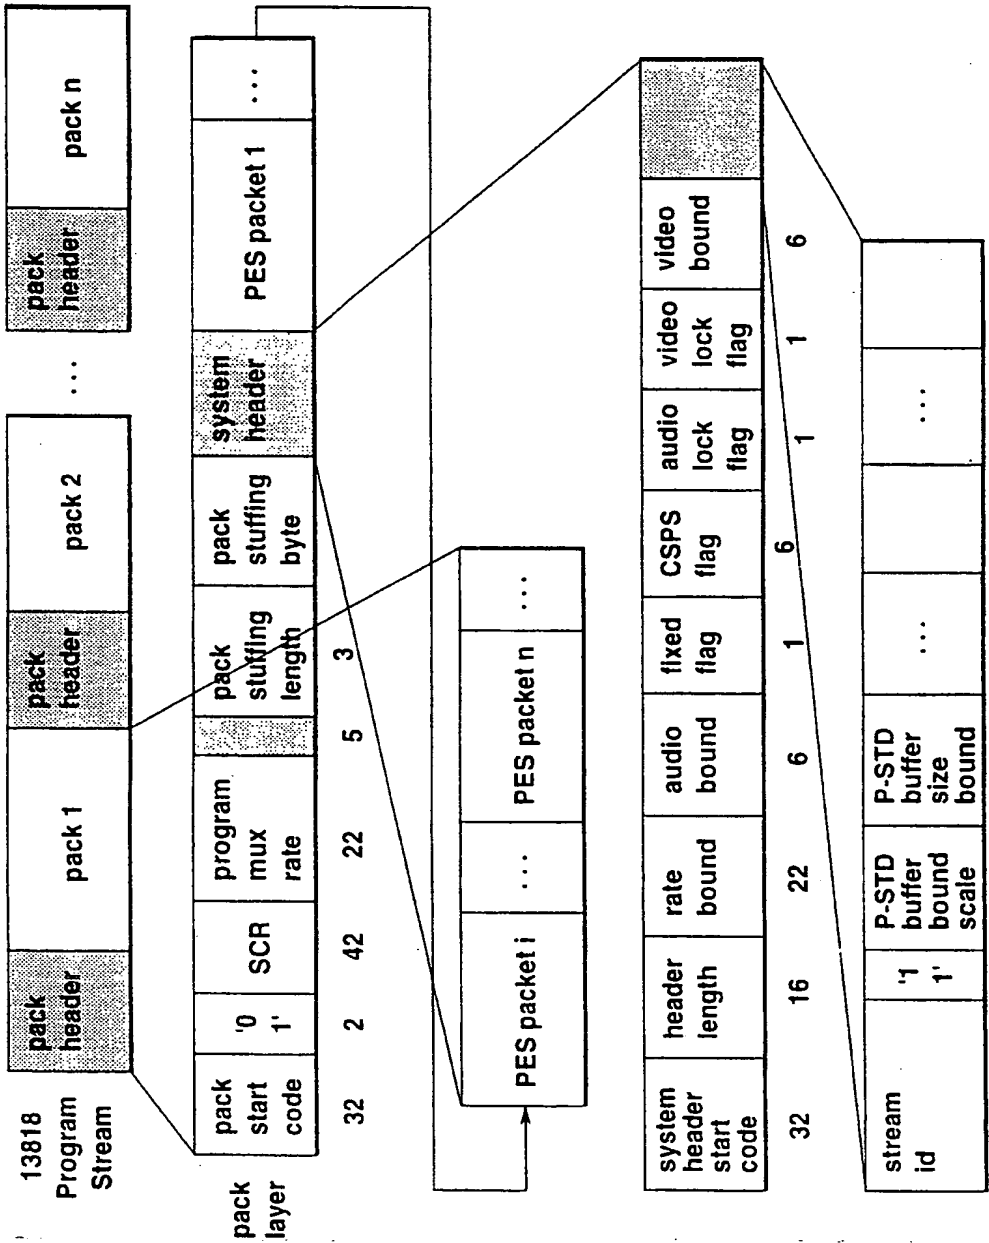 13818
Program
Stream
pack
header
pack 1
pack
header
pack 2
...
pack
header
pack n
pack
layer
pack
start
code
'0
1'
SCR
program
mux
rate
pack
stuffing
length
pack
stuffing
byte
system
header
PES packet 1
...
32
2
42
22
5
3
PES packet i
...
PES packet n
...
system
header
start
code
header
length
rate
bound
audio
bound
fixed
flag
CSPS
flag
audio
lock
flag
video
lock
flag
video
bound
32
16
22
6
1
6
1
1
6
stream
id
'1
1'
P-STD
buffer
bound
scale
P-STD
buffer
size
bound
...
...